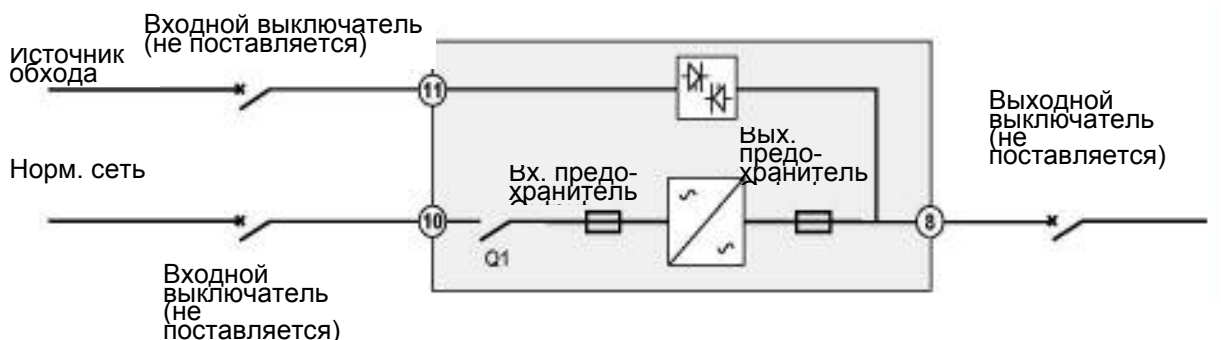 Входной выключатель
(не поставляется)
Источник
обхода
11
Выходной
выключатель
(не
поставляется)
Вых.
предо-
хранитель
Норм. сеть
Вх. предо-
хранитель
10
Q1
8
Входной
выключатель
(не
поставляется)